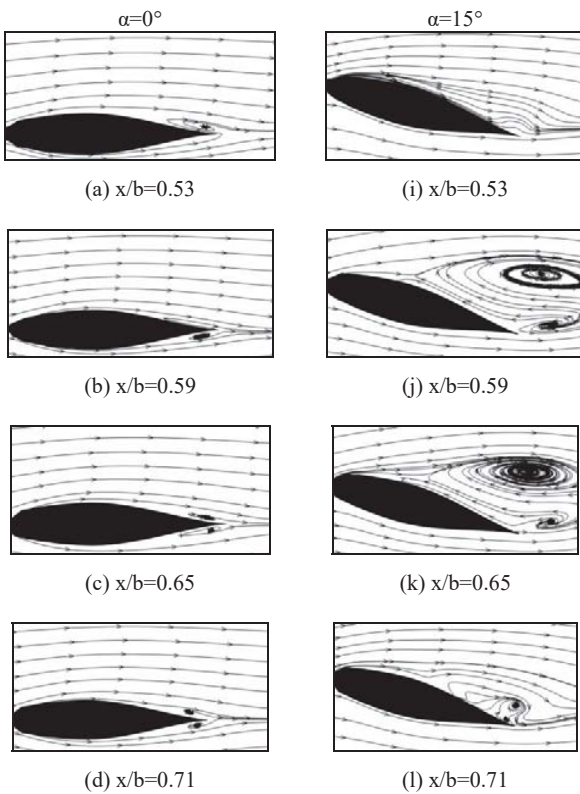 α=0° α=15°
(a) x/b=0.53 (i) x/b=0.53
(b) x/b=0.59 (j) x/b=0.59
(c) x/b=0.65 (k) x/b=0.65
(d) x/b=0.71 (l) x/b=0.71